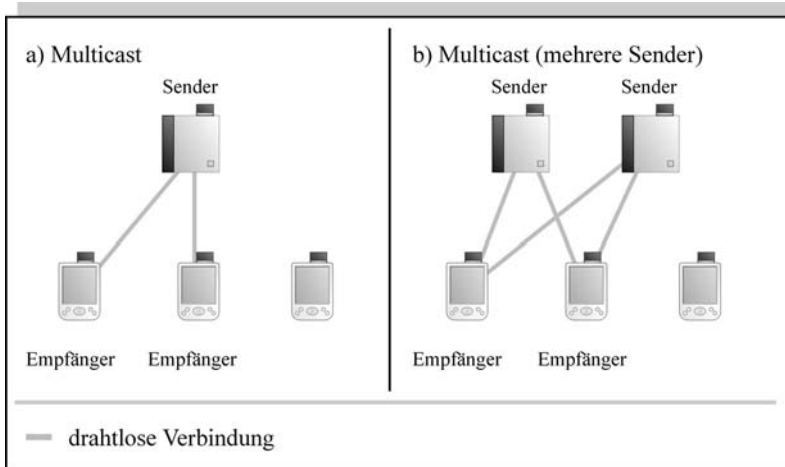 a) Multicast
Sender
Empfänger Empfänger
b) Multicast (mehrere Sender)
Sender Sender
Empfänger Empfänger
drahtlose Verbindung